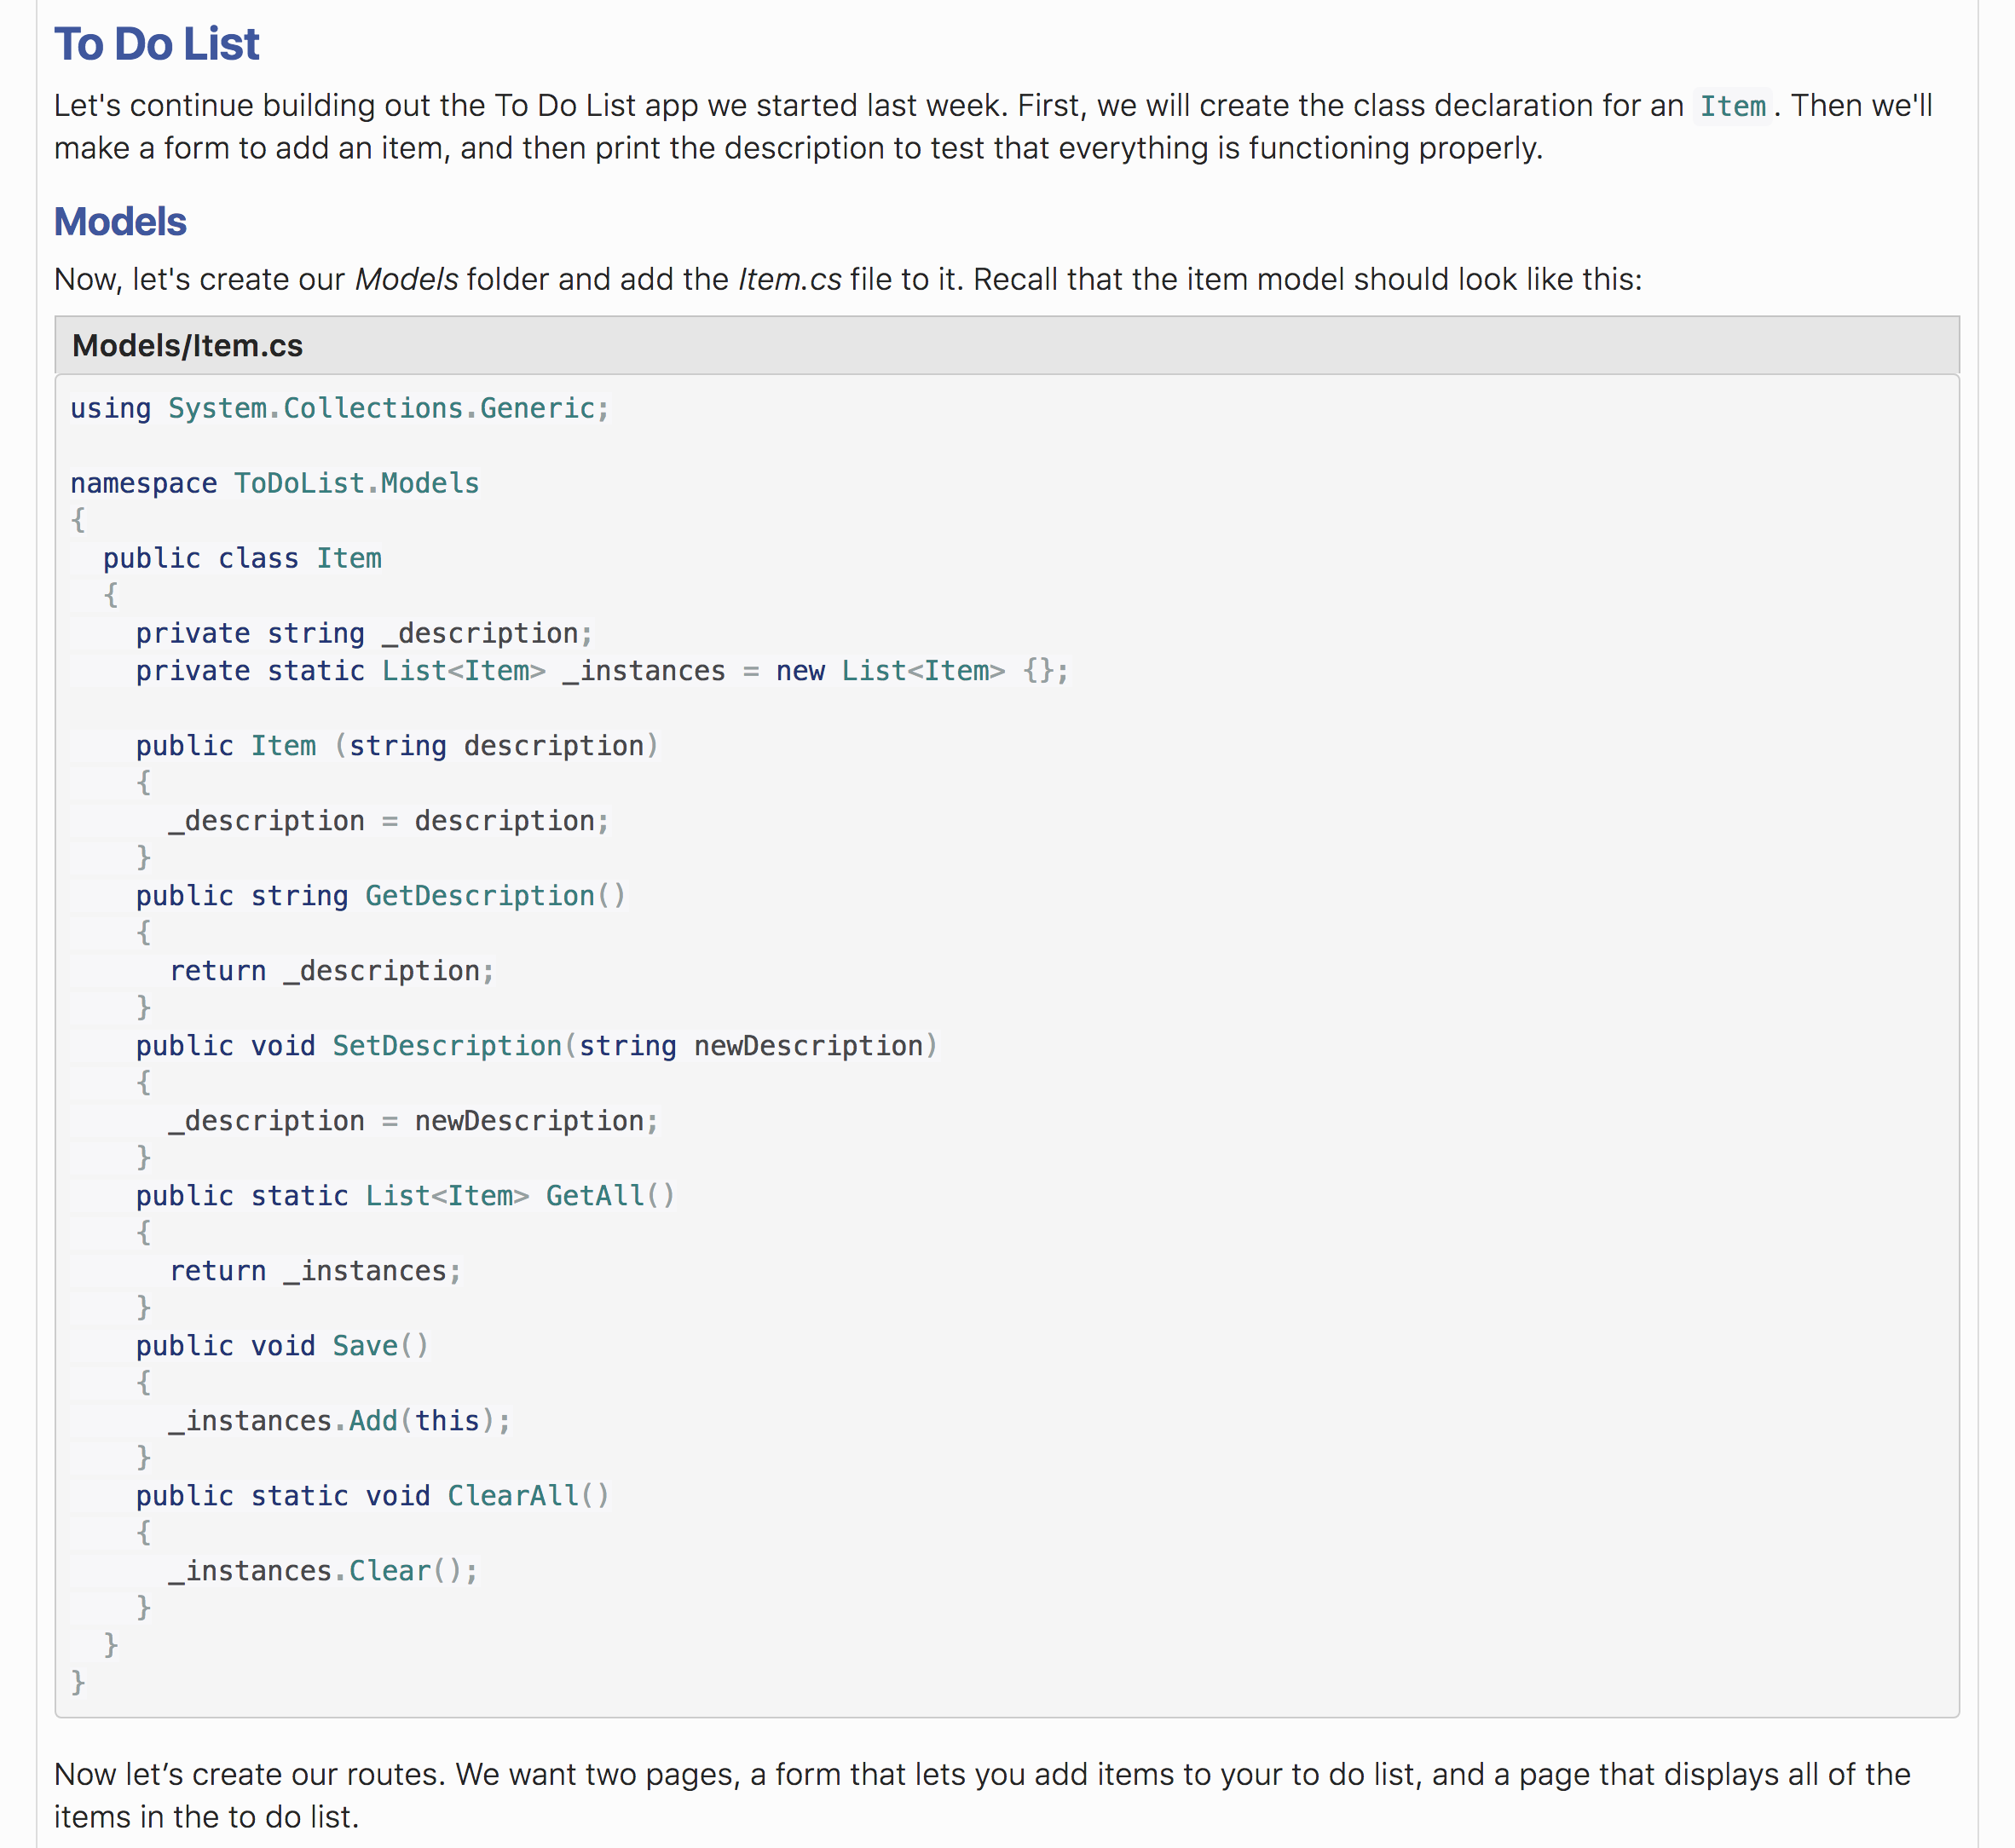 To Do List
Let's continue building out the To Do List app we started last week. First, we will create the class declaration for an Item. Then we'll
make a form to add an item, and then print the description to test that everything is functioning properly.
Models
Now, let's create our Models folder and add the Item.cs file to it. Recall that the item model should look like this:
Models/Item.cs
using System.Collections.Generic;

namespace ToDoList.Models
{
  public class Item
  {
    private string _description;
    private static List<Item> _instances = new List<Item> {};

    public Item (string description)
    {
      _description = description;
    }
    public string GetDescription()
    {
      return _description;
    }
    public void SetDescription(string newDescription)
    {
      _description = newDescription;
    }
    public static List<Item> GetAll()
    {
      return _instances;
    }
    public void Save()
    {
      _instances.Add(this);
    }
    public static void ClearAll()
    {
      _instances.Clear();
    }
  }
}
Now let’s create our routes. We want two pages, a form that lets you add items to your to do list, and a page that displays all of the
items in the to do list.